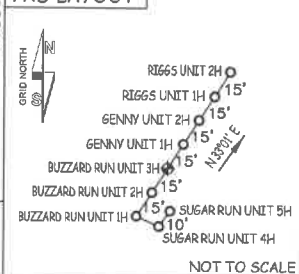 PAD LAYOUT
GRID NORTH
N
S
RIGGS UNIT 2H
15'
RIGGS UNIT 1H
15'
GENNY UNIT 2H
15'
GENNY UNIT 1H
15'
N 33°01' E
BUZZARD RUN UNIT 3H
15'
BUZZARD RUN UNIT 2H
15'
BUZZARD RUN UNIT 1H
SUGAR RUN UNIT 5H
10'
SUGAR RUN UNIT 4H
NOT TO SCALE